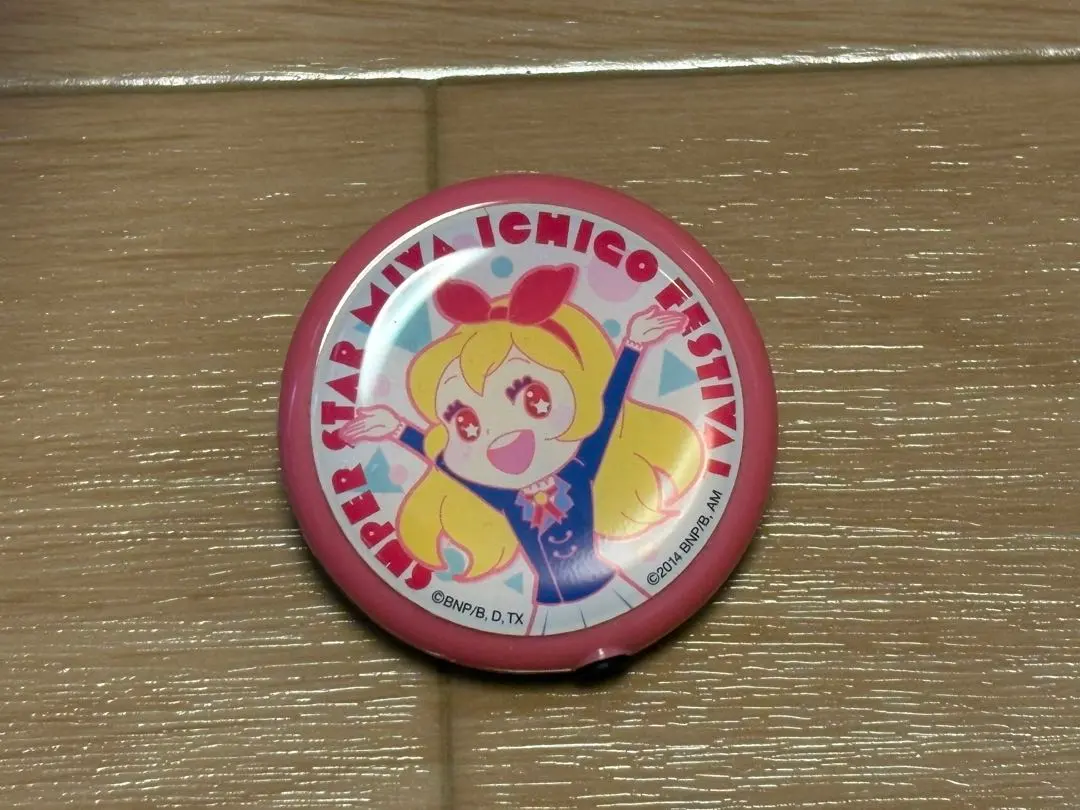 SUPER STAR MIYA ICHIGO FESTIVAL
©BNP/B, D, TX
©2014 BNP/B, AM